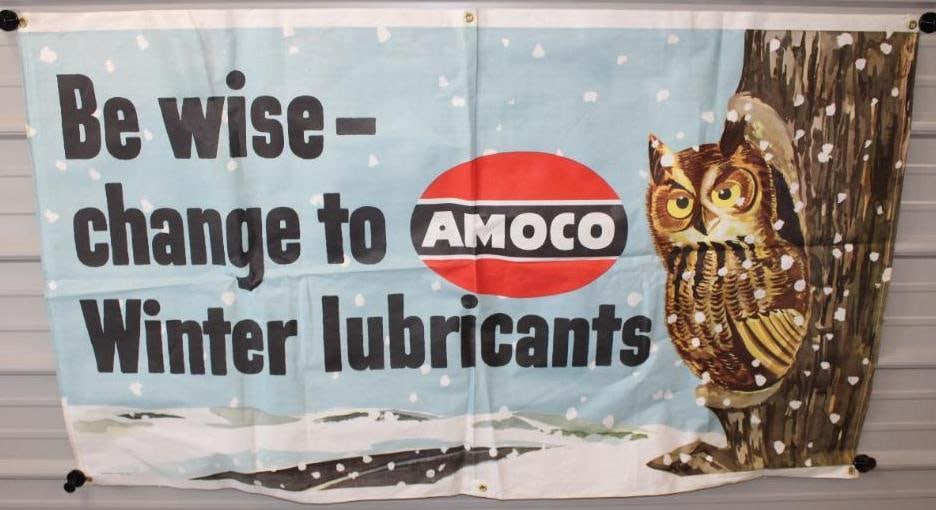 Be wise–
change to AMOCO
Winter lubricants